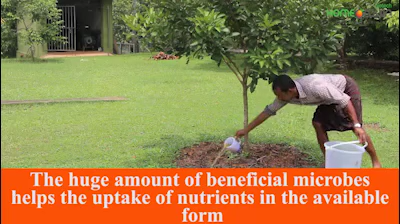 The huge amount of beneficial microbes
helps the uptake of nutrients in the available
form